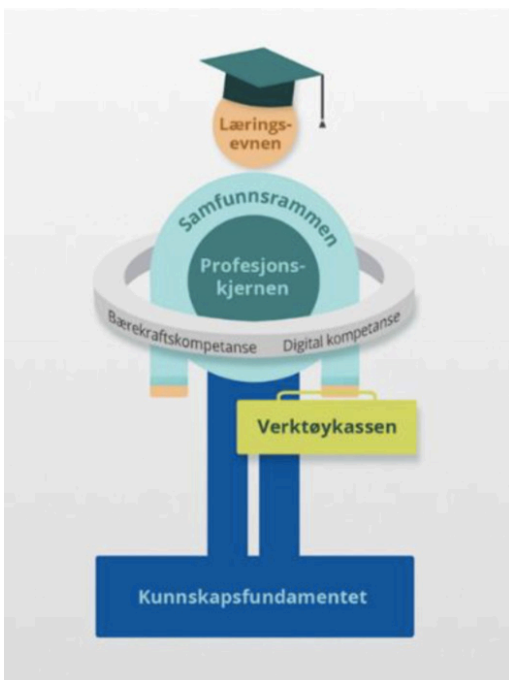 Lærings-
evnen
Samfunnsrammen
Profesjons-
kjernen
Bærekraftskompetanse Digital kompetanse
Verktøykassen
Kunnskapsfundamentet